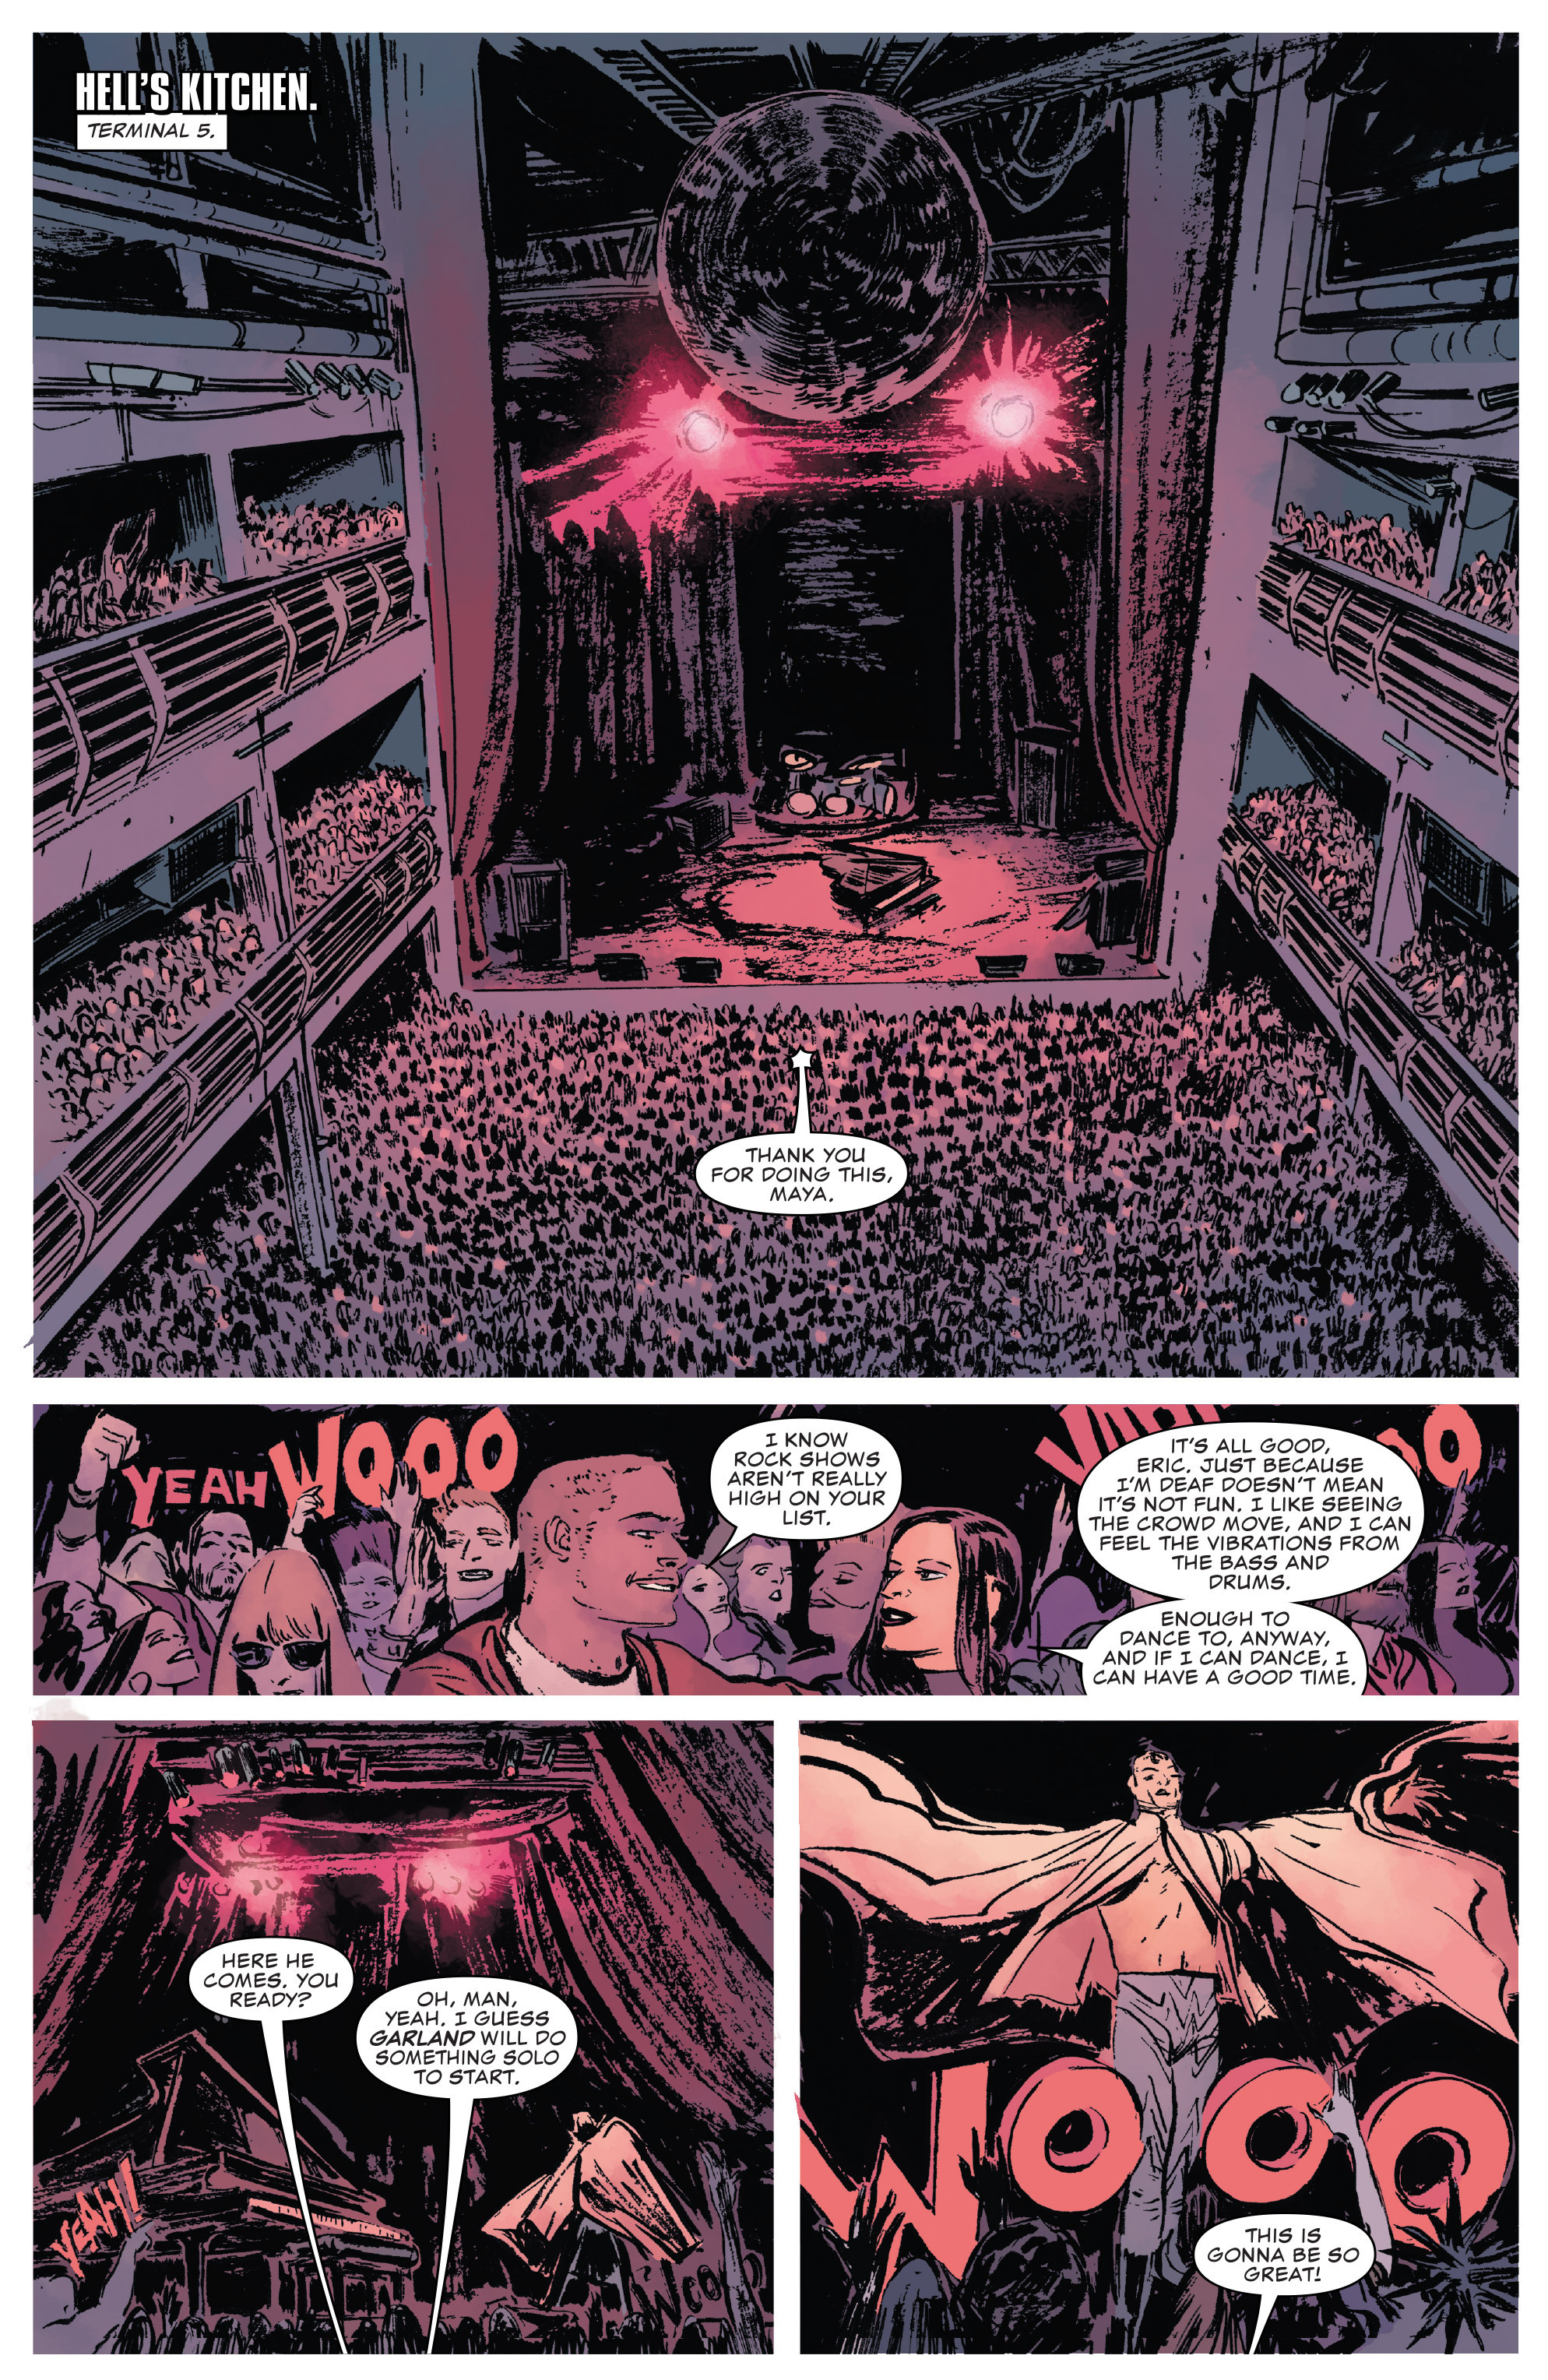 HELL'S KITCHEN.
TERMINAL 5.
THANK YOU
FOR DOING THIS,
MAYA.
YEAH
WOOO
I KNOW
ROCK SHOWS
AREN'T REALLY
HIGH ON YOUR
LIST.
IT'S ALL GOOD,
ERIC. JUST BECAUSE
I'M DEAF DOESN'T MEAN
IT'S NOT FUN. I LIKE SEEING
THE CROWD MOVE, AND I CAN
FEEL THE VIBRATIONS FROM
THE BASS AND
DRUMS.
ENOUGH TO
DANCE TO, ANYWAY,
AND IF I CAN DANCE, I
CAN HAVE A GOOD TIME.
HERE HE
COMES. YOU
READY?
OH, MAN,
YEAH. I GUESS
GARLAND WILL DO
SOMETHING SOLO
TO START.
YEAH!
WOOO
THIS IS
GONNA BE SO
GREAT!